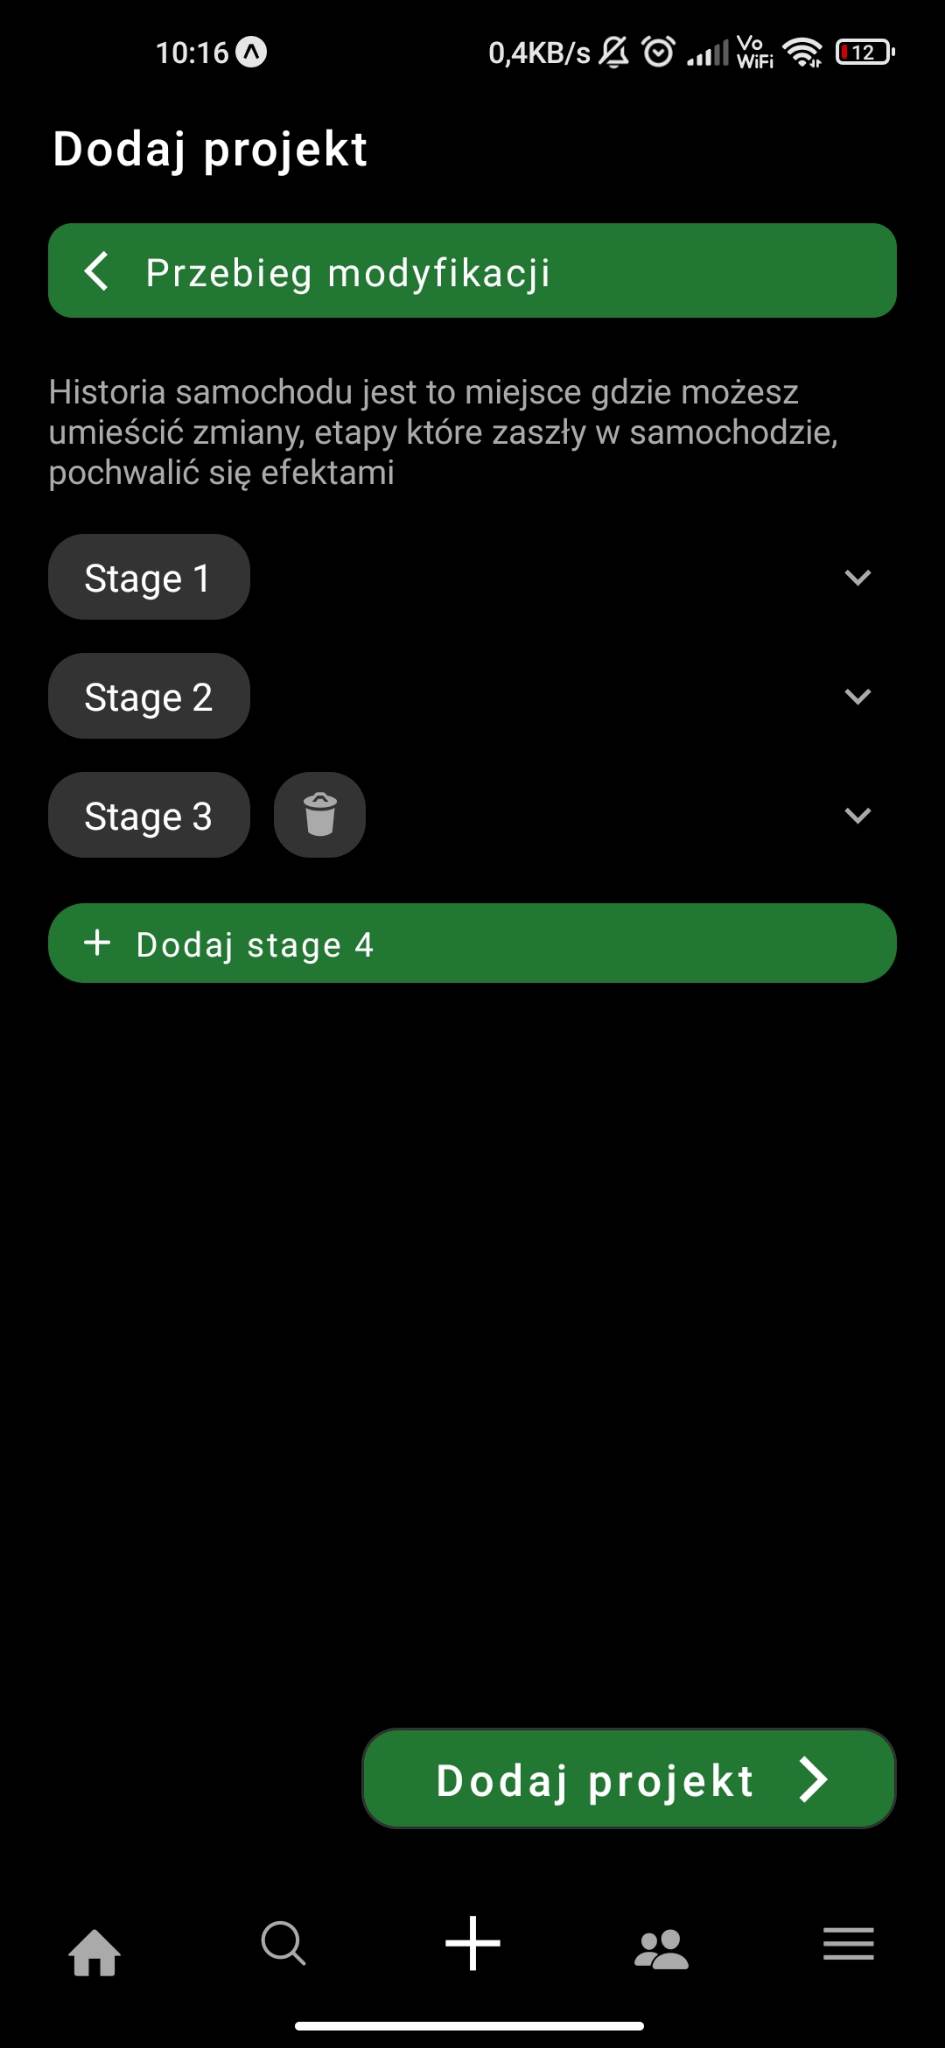 10:16
0,4KB/s
Vo
WiFi
12
Dodaj projekt
Przebieg modyfikacji
Historia samochodu jest to miejsce gdzie możesz
umieścić zmiany, etapy które zaszły w samochodzie,
pochwalić się efektami
Stage 1
Stage 2
Stage 3
+ Dodaj stage 4
Dodaj projekt